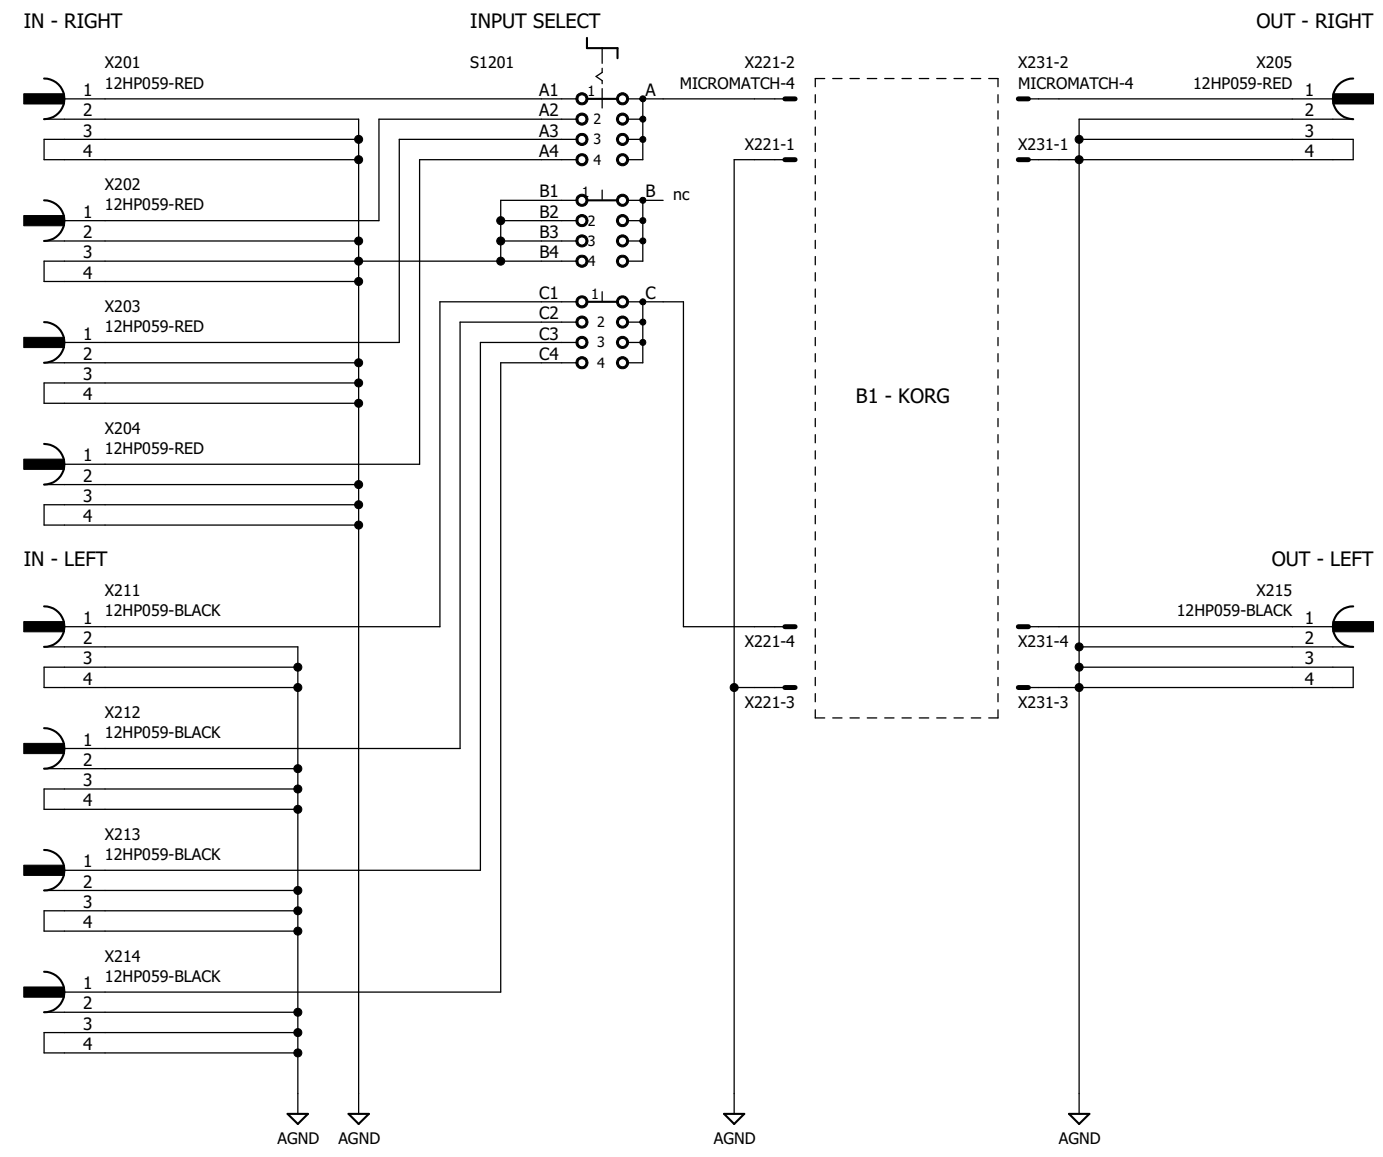 IN - RIGHT
INPUT SELECT
OUT - RIGHT
X201
12HP059-RED
1
2
3
4
X202
12HP059-RED
1
2
3
4
X203
12HP059-RED
1
2
3
4
X204
12HP059-RED
1
2
3
4
IN - LEFT
X211
12HP059-BLACK
1
2
3
4
X212
12HP059-BLACK
1
2
3
4
X213
12HP059-BLACK
1
2
3
4
X214
12HP059-BLACK
1
2
3
4
AGND
AGND
S1201
A1 1 A
A2 2
A3 3
A4 4
B1 1 B nc
B2 2
B3 3
B4 4
C1 1 C
C2 2
C3 3
C4 4
X221-2
MICROMATCH-4
X221-1
X221-4
X221-3
AGND
B1 - KORG
X231-2
MICROMATCH-4
X231-1
X231-4
X231-3
AGND
X205
12HP059-RED
1
2
3
4
OUT - LEFT
X215
12HP059-BLACK
1
2
3
4